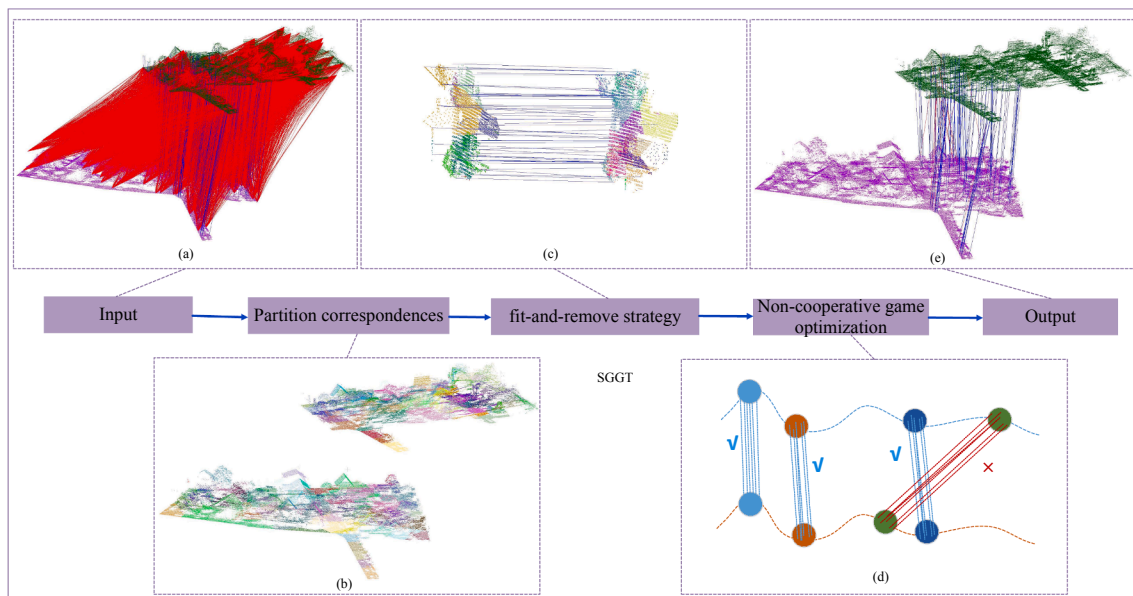 (a)
(c)
(e)
Input
Partition correspondences
fit-and-remove strategy
Non-cooperative game
optimization
Output
SGGT
√
√
√
×
(b)
(d)